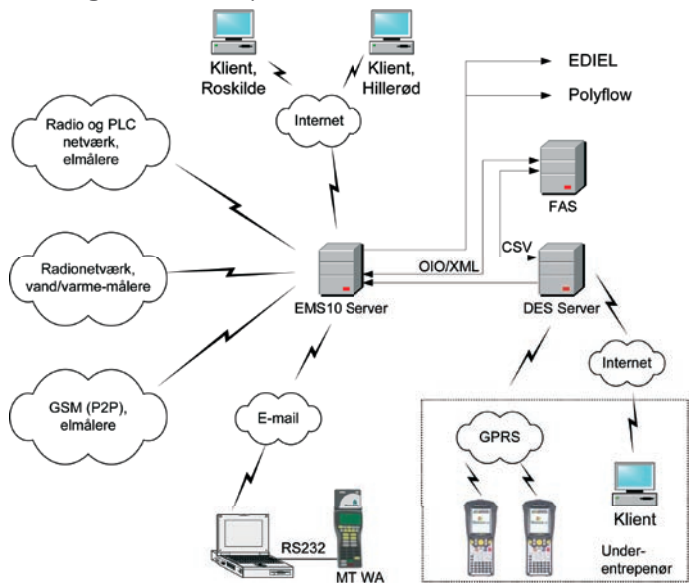 Klient,
Roskilde
Klient,
Hillerød
EDIEL
Polyflow
Internet
Radio og PLC
netværk,
elmålere
FAS
CSV
OIO/XML
Radionetværk,
vand/varme-målere
EMS10 Server
DES Server
Internet
GSM (P2P),
elmålere
E-mail
GPRS
Klient
RS232
MT WA
Under-
entrepenør